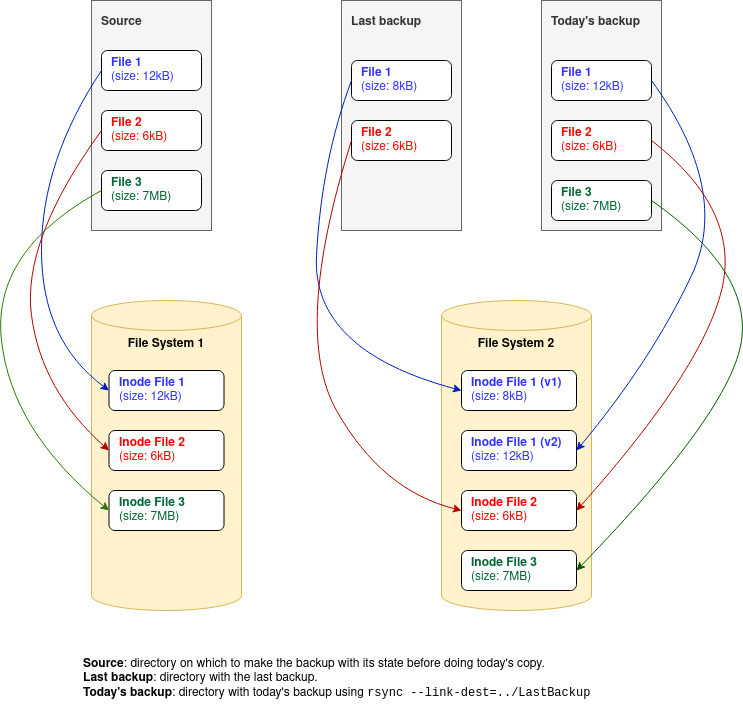 Source
File 1
(size: 12kB)
File 2
(size: 6kB)
File 3
(size: 7MB)
Last backup
File 1
(size: 8kB)
File 2
(size: 6kB)
Today's backup
File 1
(size: 12kB)
File 2
(size: 6kB)
File 3
(size: 7MB)
File System 1
Inode File 1
(size: 12kB)
Inode File 2
(size: 6kB)
Inode File 3
(size: 7MB)
File System 2
Inode File 1 (v1)
(size: 8kB)
Inode File 1 (v2)
(size: 12kB)
Inode File 2
(size: 6kB)
Inode File 3
(size: 7MB)
Source: directory on which to make the backup with its state before doing today's copy.
Last backup: directory with the last backup.
Today's backup: directory with today's backup using rsync --link-dest=../LastBackup